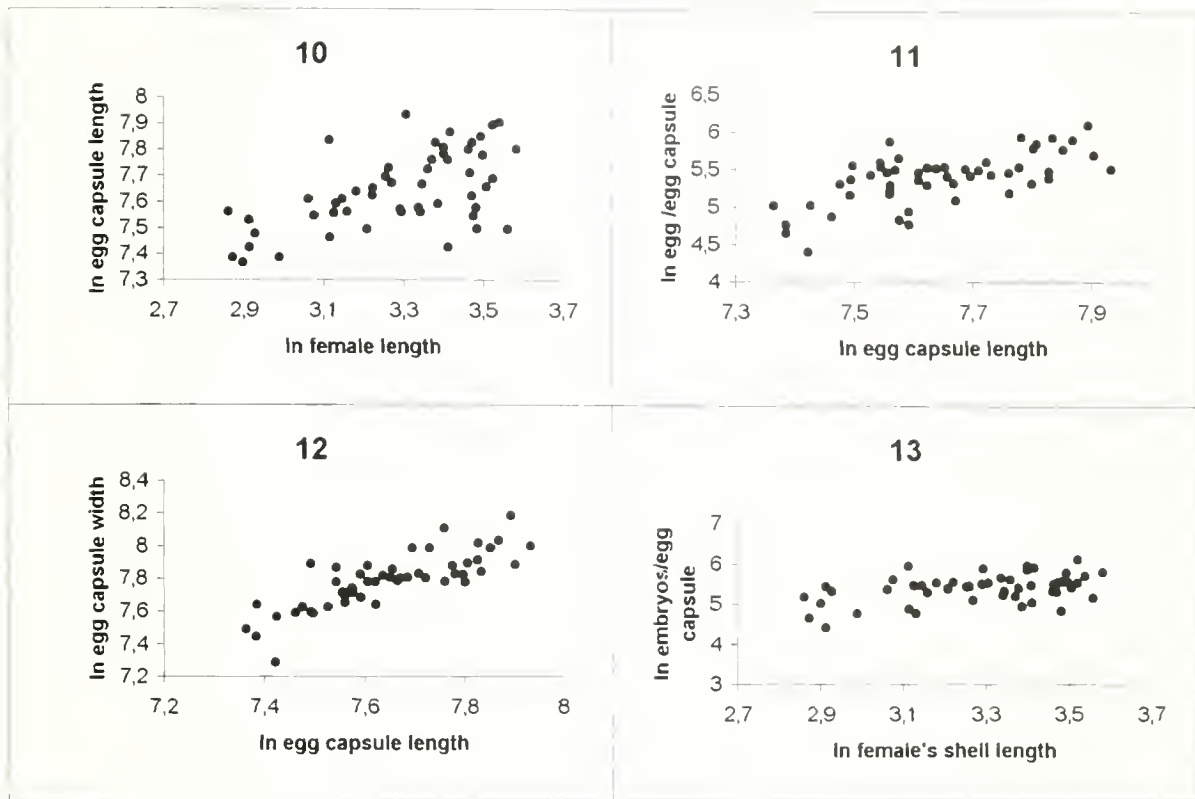 10
ln egg capsule length
8
7,9
7,8
7,7
7,6
7,5
7,4
7,3
2,7 2,9 3,1 3,3 3,5 3,7
ln female length
11
ln egg /egg capsule
6,5
6
5,5
5
4,5
4
7,3 7,5 7,7 7,9
ln egg capsule length
12
ln egg capsule width
8,4
8,2
8
7,8
7,6
7,4
7,2
7,2 7,4 7,6 7,8 8
ln egg capsule length
13
ln embryos/egg
capsule
7
6
5
4
3
2,7 2,9 3,1 3,3 3,5 3,7
ln female's shell length